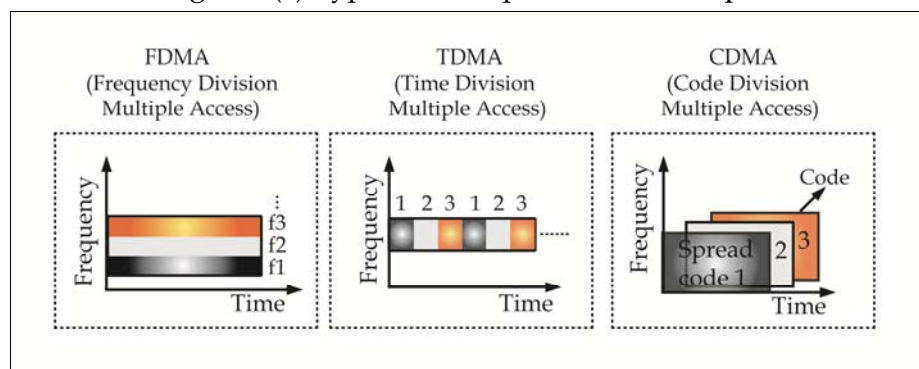 FDMA
(Frequency Division
Multiple Access)
TDMA
(Time Division
Multiple Access)
CDMA
(Code Division
Multiple Access)
Frequency
⋮
f3
f2
f1
Time
Frequency
1 2 3 1 2 3
Time
Frequency
Code
3
2
Spread
code 1
Time